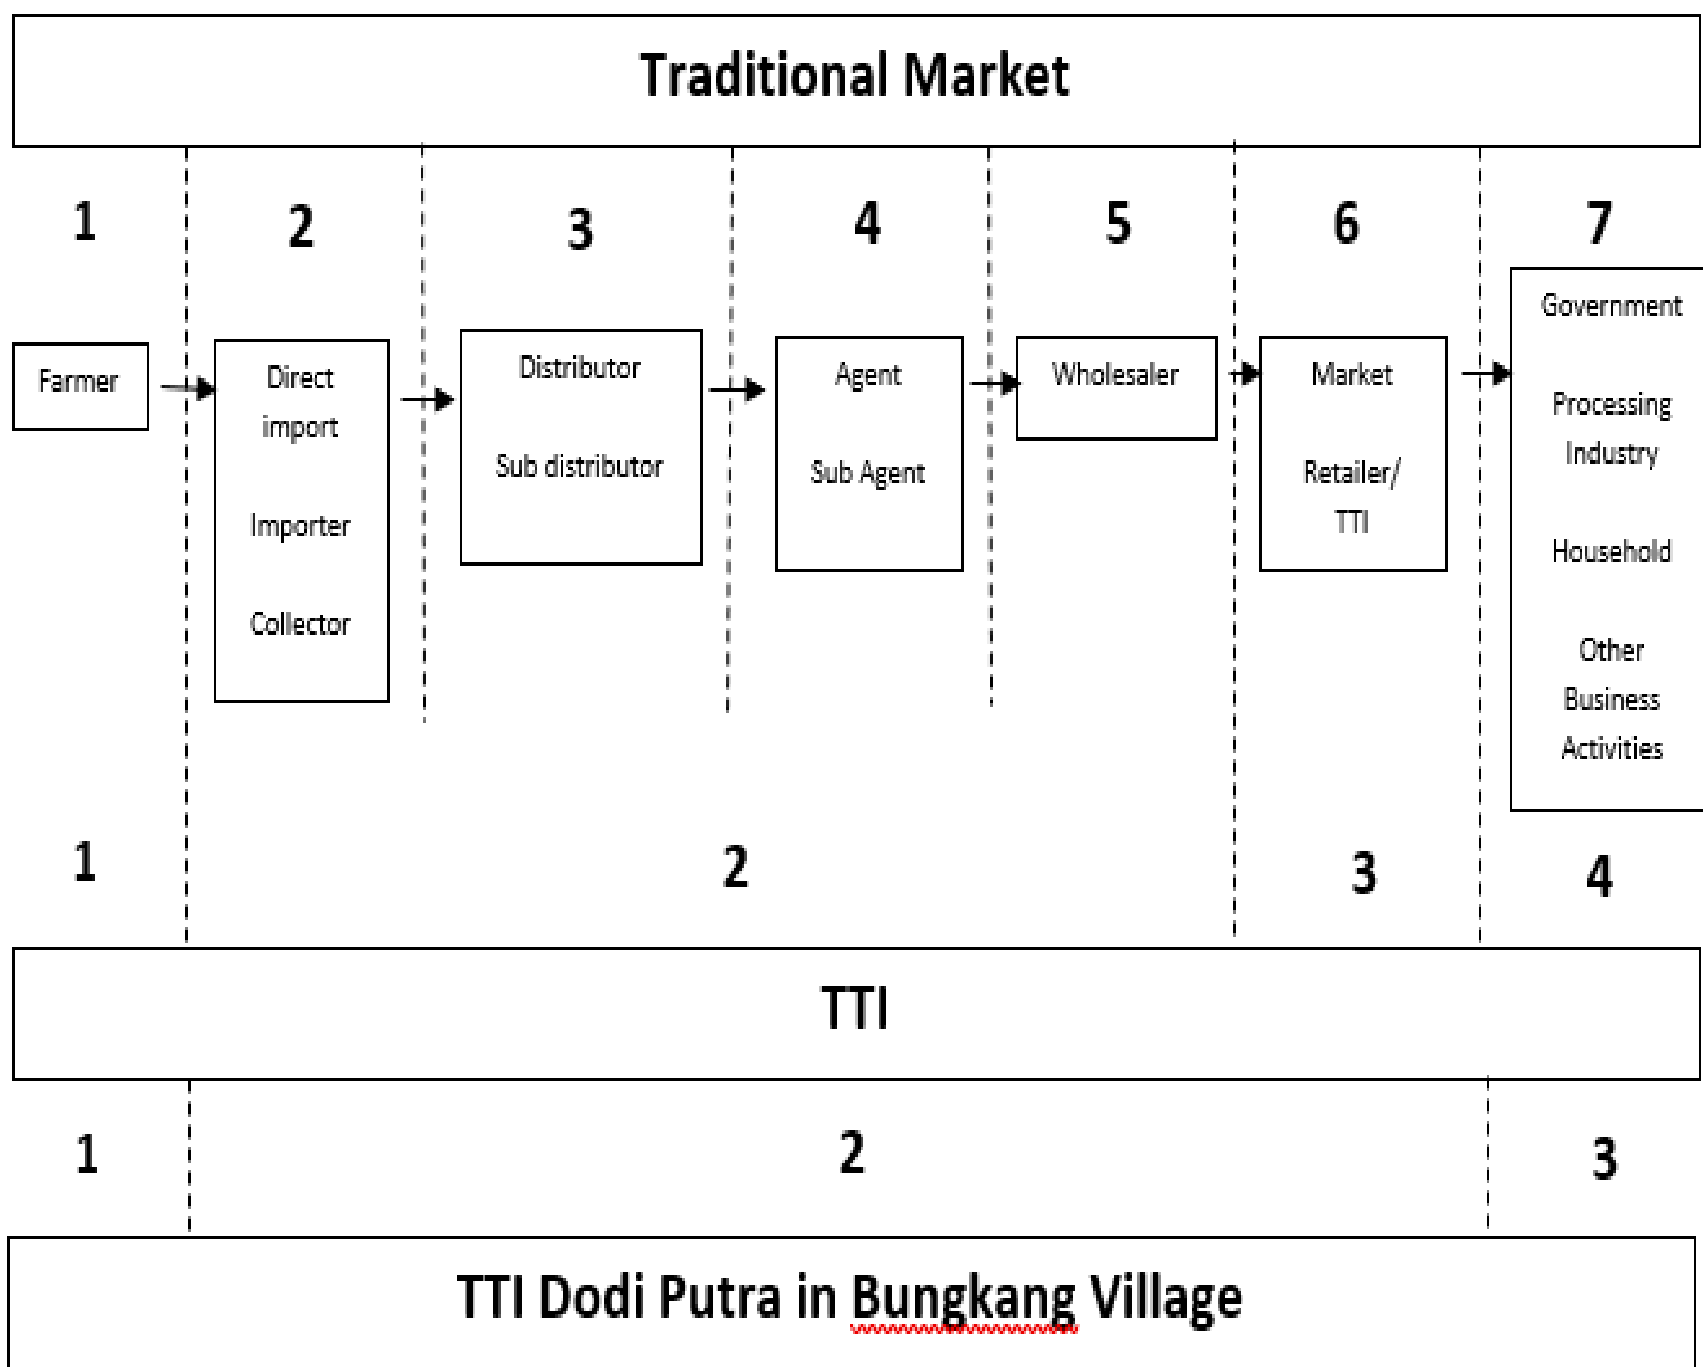 Traditional Market
1 2 3 4 5 6 7
Farmer
Direct
import
Importer
Collector
Distributor
Sub distributor
Agent
Sub Agent
Wholesaler
Market
Retailer/
TTI
Government
Processing
Industry
Household
Other
Business
Activities
1 2 3 4
TTI
1 2 3
TTI Dodi Putra in Bungkang Village